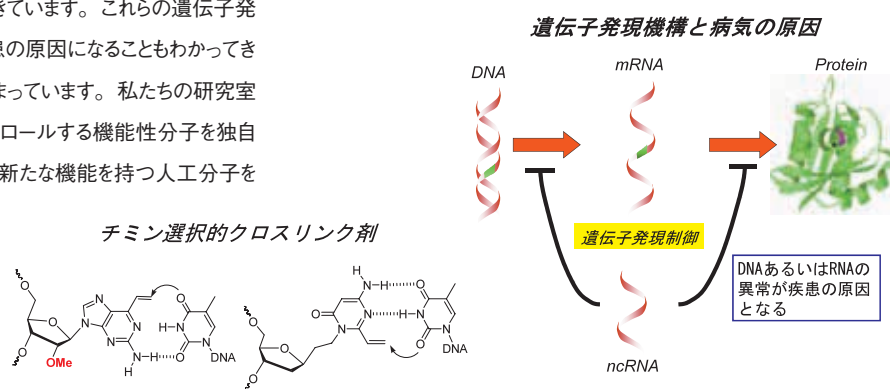 きています。これらの遺伝子発
患の原因になることもわかってき
まっています。私たちの研究室
ロールする機能性分子を独自
新たな機能を持つ人工分子を
チミン選択的クロスリンク剤
O
O
O
OMe
N
N
N
N
N
H
H
O
HN
N
O
DNA
O
O
O
O
N
N
N
H
H
O
HN
N
O
DNA
遺伝子発現機構と病気の原因
DNA
mRNA
Protein
遺伝子発現制御
DNAあるいはRNAの
異常が疾患の原因
となる
ncRNA